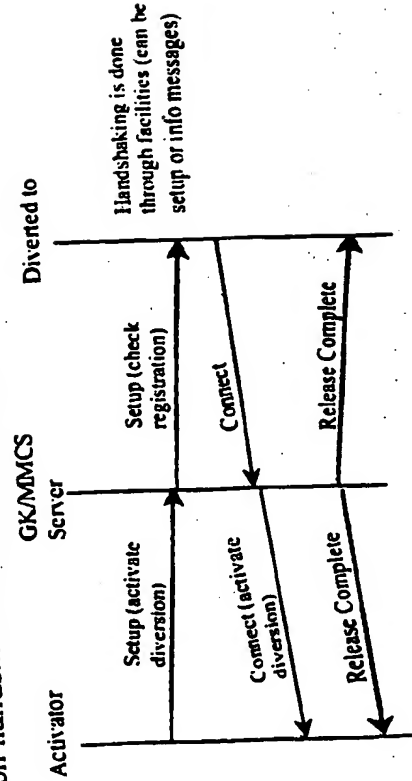 Activator
GK/MMCS
Server
Diverted to
Setup (activate
diversion)
Setup (check
registration)
Handshaking is done
through facilities (can be
setup or info messages)
Connect
Connect (activate
diversion)
Release Complete
Release Complete